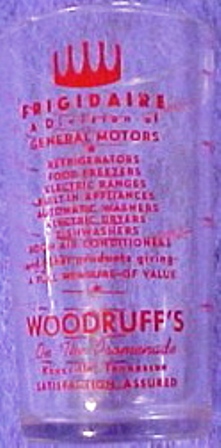 FRIGIDAIRE
A Division of
GENERAL MOTORS
REFRIGERATORS
FOOD FREEZERS
ELECTRIC RANGES
BUILT-IN APPLIANCES
AUTOMATIC WASHERS
ELECTRIC DRYERS
DISHWASHERS
ROOM AIR CONDITIONERS
and other products giving
A FULL MEASURE OF VALUE
WOODRUFF'S
On The Promenade
Knoxville, Tennessee
SATISFACTION ASSURED